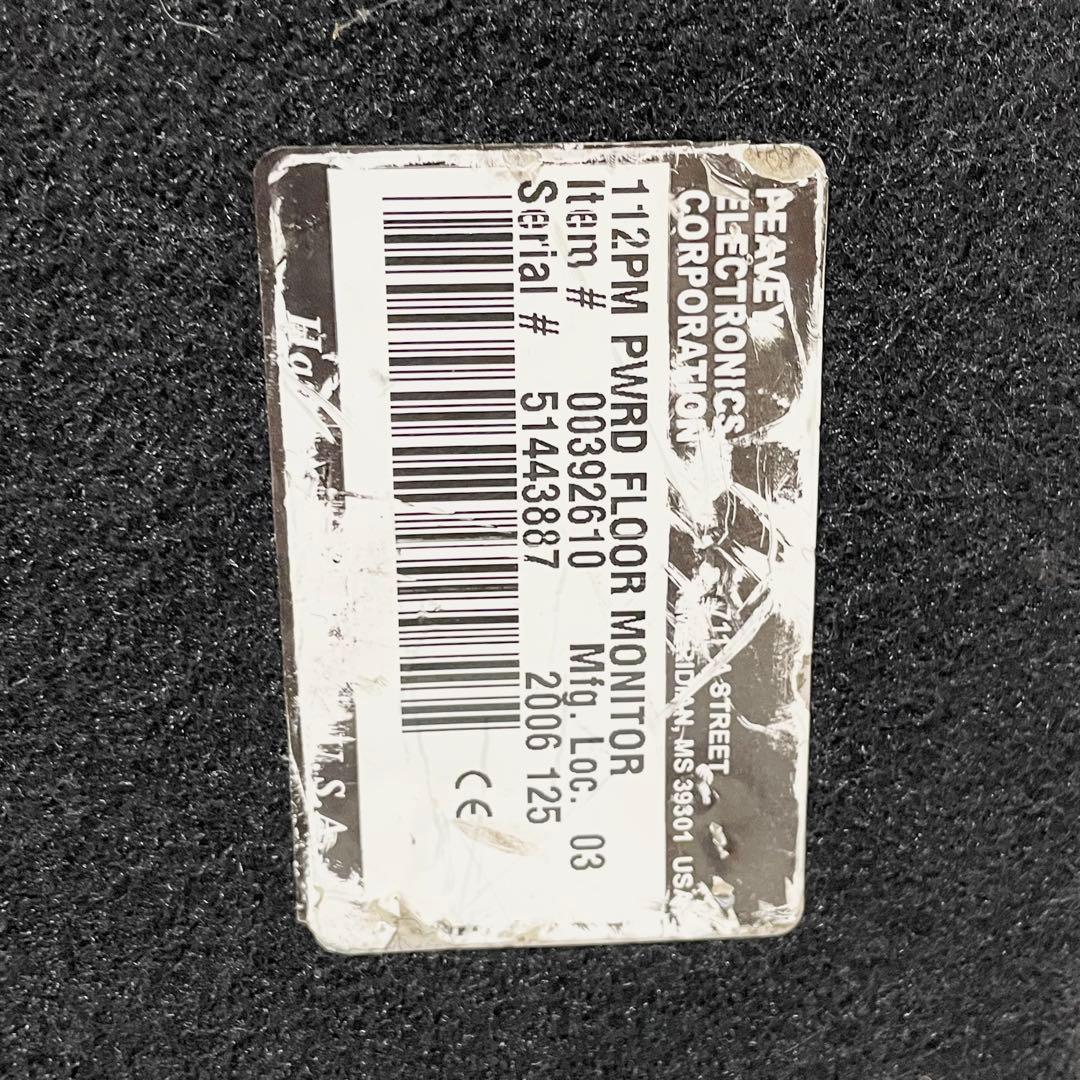 PEAVEY
ELECTRONICS
CORPORATION
STREET
MS 39301 USA
112PM PWRD FLOOR MONITOR
Item # 00392610 Mfg. Loc. 03
Serial # 51443887 2006 125
CE
U.S.A.